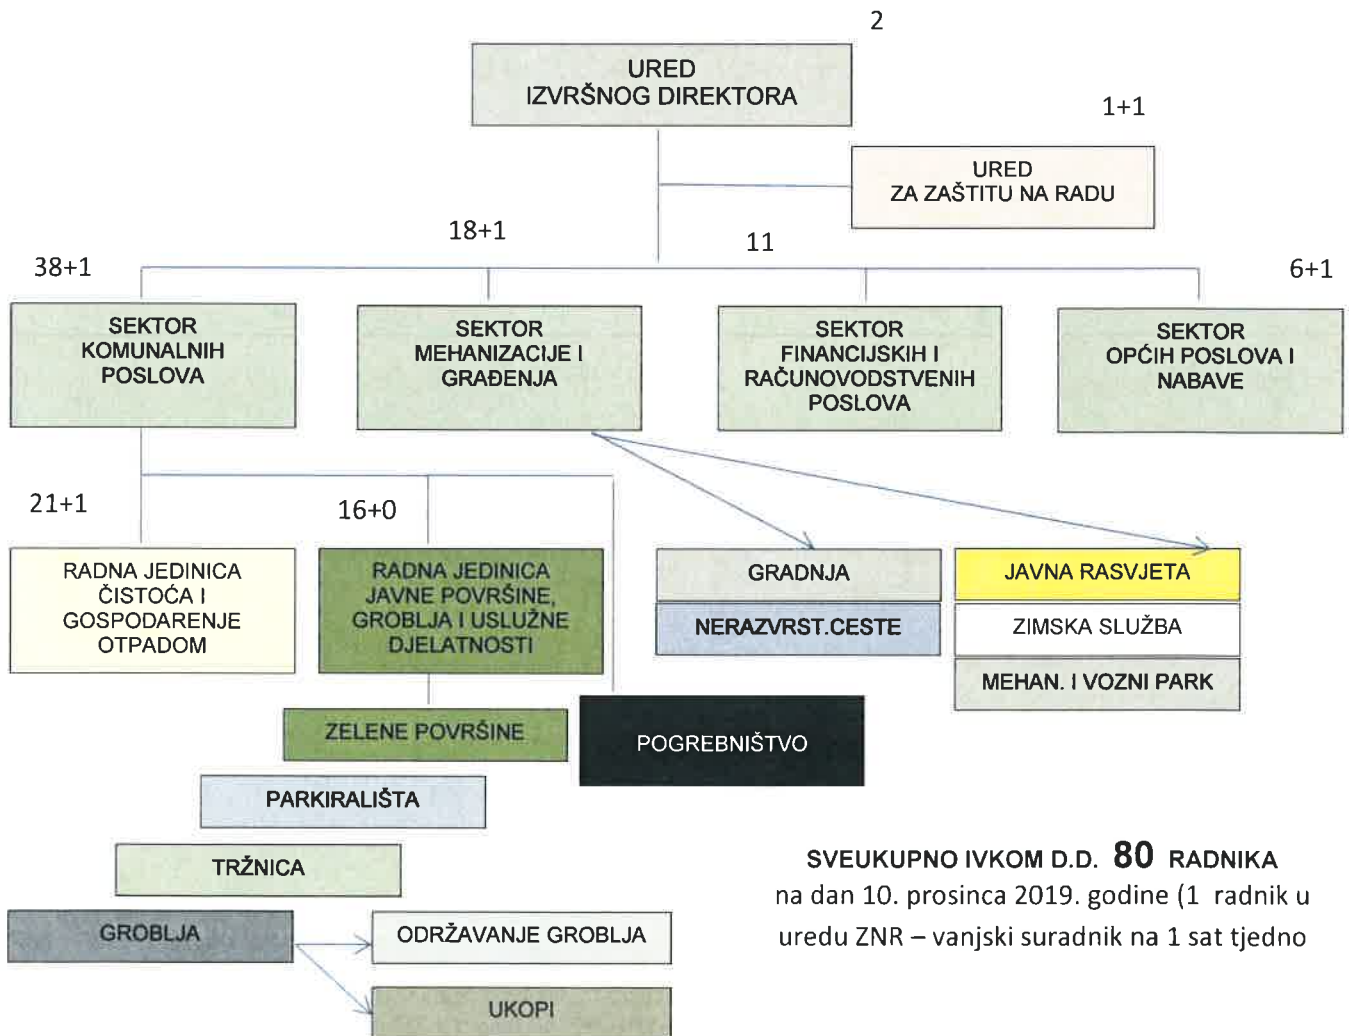 2
URED
IZVRŠNOG DIREKTORA
1+1
URED
ZA ZAŠTITU NA RADU
18+1
11
38+1
6+1
SEKTOR
KOMUNALNIH
POSLOVA
SEKTOR
MEHANIZACIJE I
GRAĐENJA
SEKTOR
FINANCIJSKIH I
RAČUNOVODSTVENIH
POSLOVA
SEKTOR
OPĆIH POSLOVA I
NABAVE
21+1
16+0
RADNA JEDINICA
ČISTOĆA I
GOSPODARENJE
OTPADOM
RADNA JEDINICA
JAVNE POVRŠINE,
GROBLJA I USLUŽNE
DJELATNOSTI
GRADNJA
NERAZVRST.CESTE
JAVNA RASVJETA
ZIMSKA SLUŽBA
MEHAN. I VOZNI PARK
ZELENE POVRŠINE
POGREBNIŠTVO
PARKIRALIŠTA
TRŽNICA
GROBLJA
ODRŽAVANJE GROBLJA
UKOPI
SVEUKUPNO IVKOM D.D. 80 RADNIKA
na dan 10. prosinca 2019. godine (1 radnik u
uredu ZNR – vanjski suradnik na 1 sat tjedno